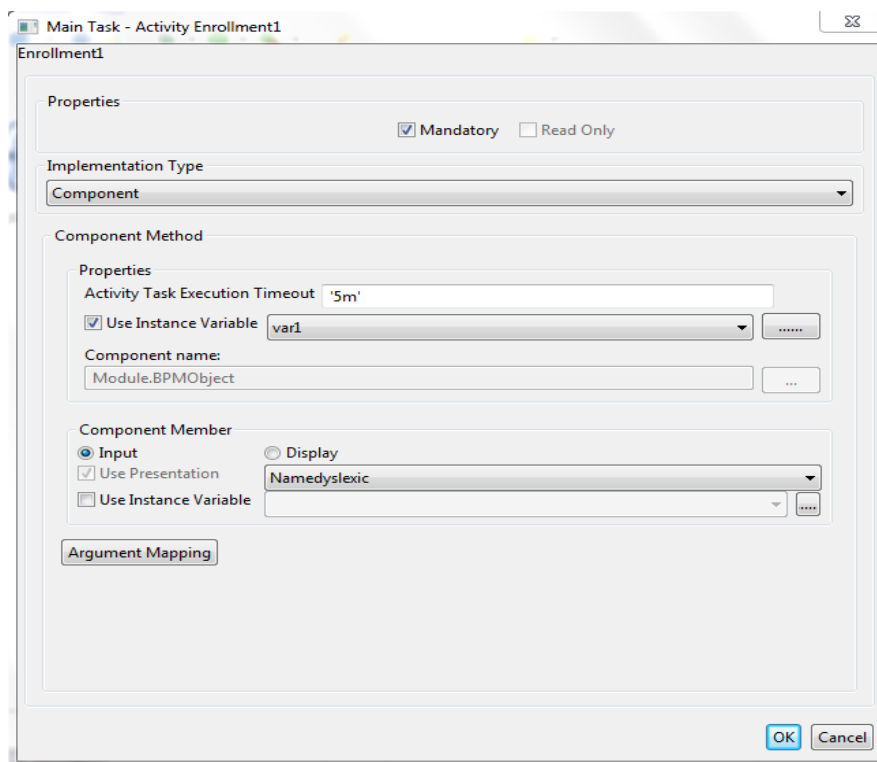 Main Task - Activity Enrollment1
Enrollment1
Properties
Mandatory Read Only
Implementation Type
Component
Component Method
Properties
Activity Task Execution Timeout '5m'
Use Instance Variable var1 ......
Component name:
Module.BPMObject ...
Component Member
Input Display
Use Presentation Namedyslexic
Use Instance Variable ....
Argument Mapping
OK Cancel